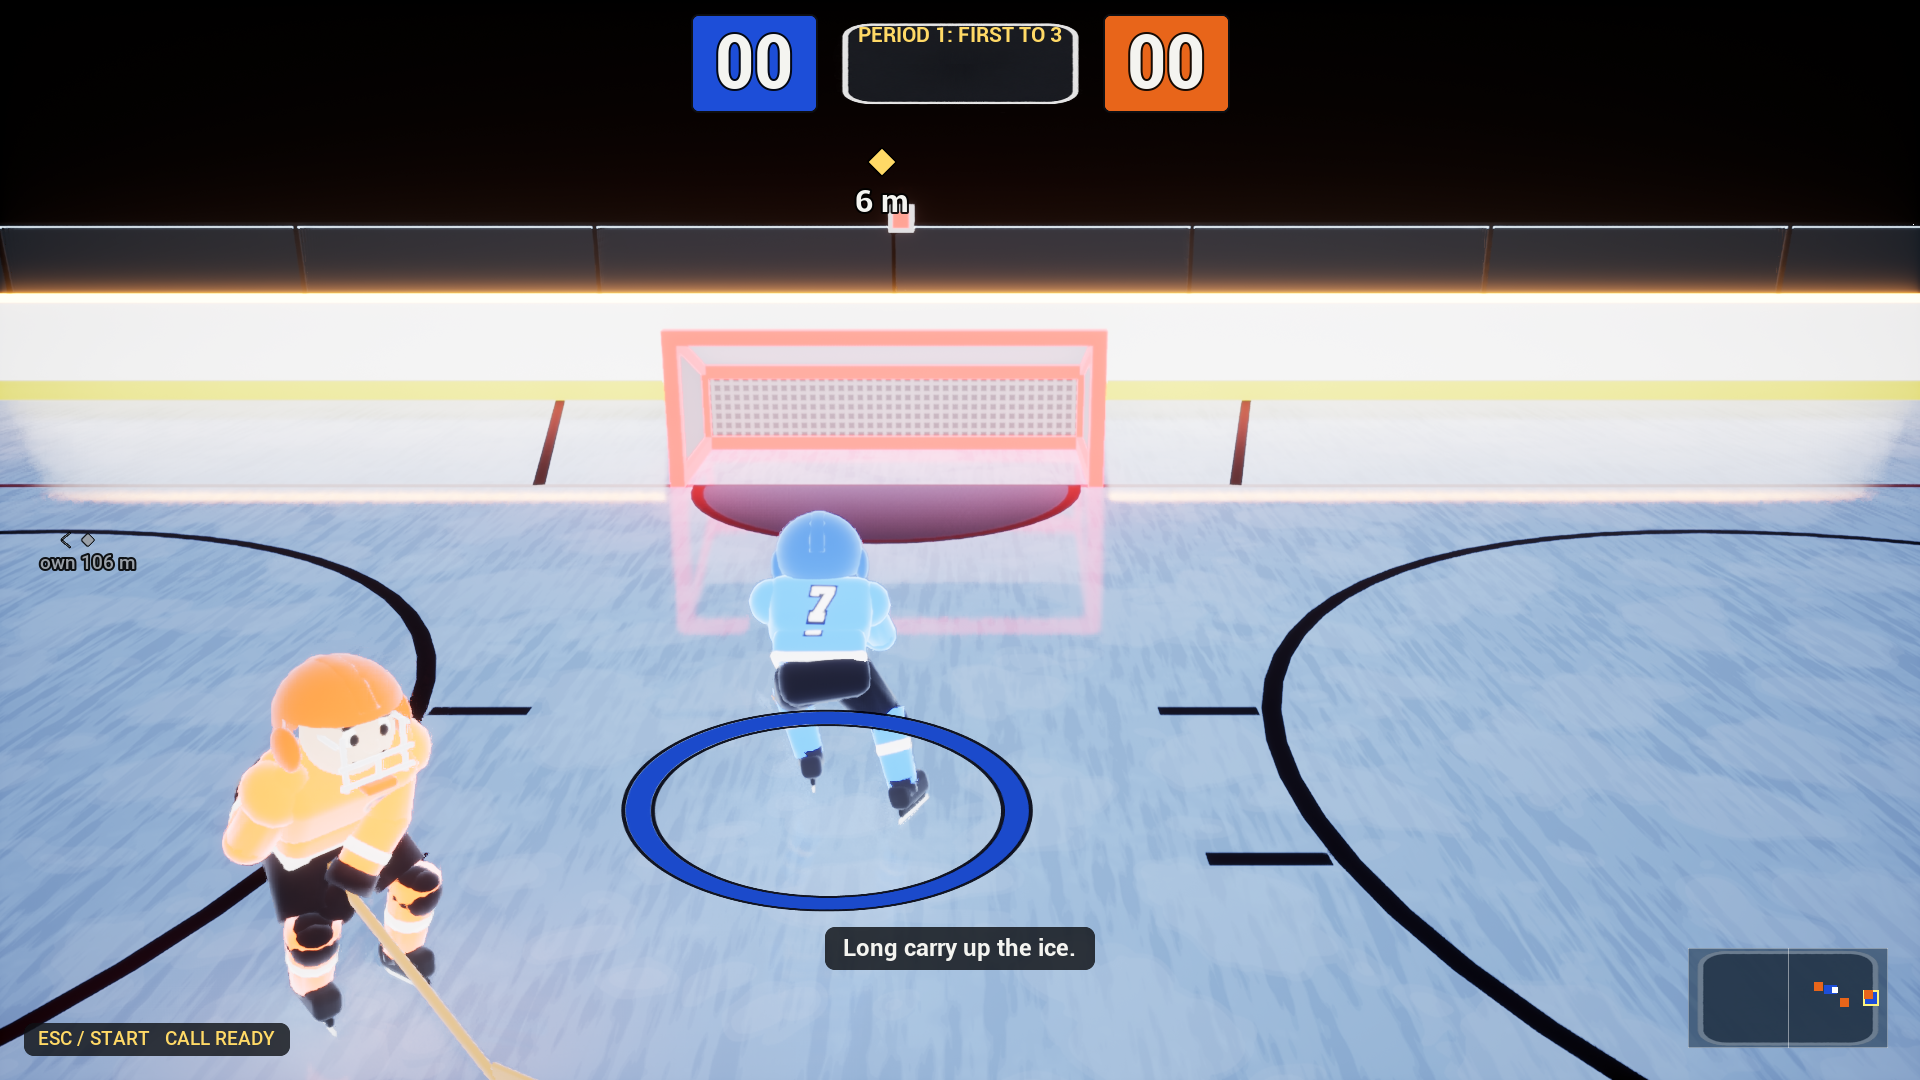 00
PERIOD 1: FIRST TO 3
00
6 m
own 106 m
7
Long carry up the ice.
ESC / START CALL READY